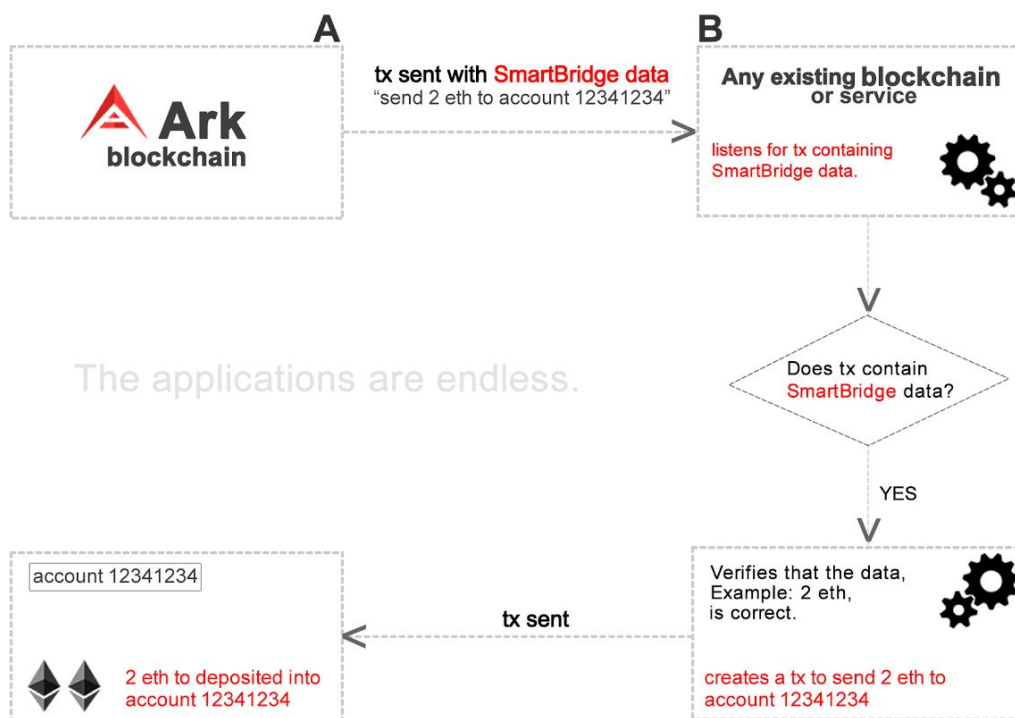 A
B
Ark
blockchain
tx sent with SmartBridge data
“send 2 eth to account 12341234”
Any existing blockchain
or service
listens for tx containing
SmartBridge data.
The applications are endless.
Does tx contain
SmartBridge data?
YES
Verifies that the data,
Example: 2 eth,
is correct.
creates a tx to send 2 eth to
account 12341234
tx sent
account 12341234
2 eth to deposited into
account 12341234